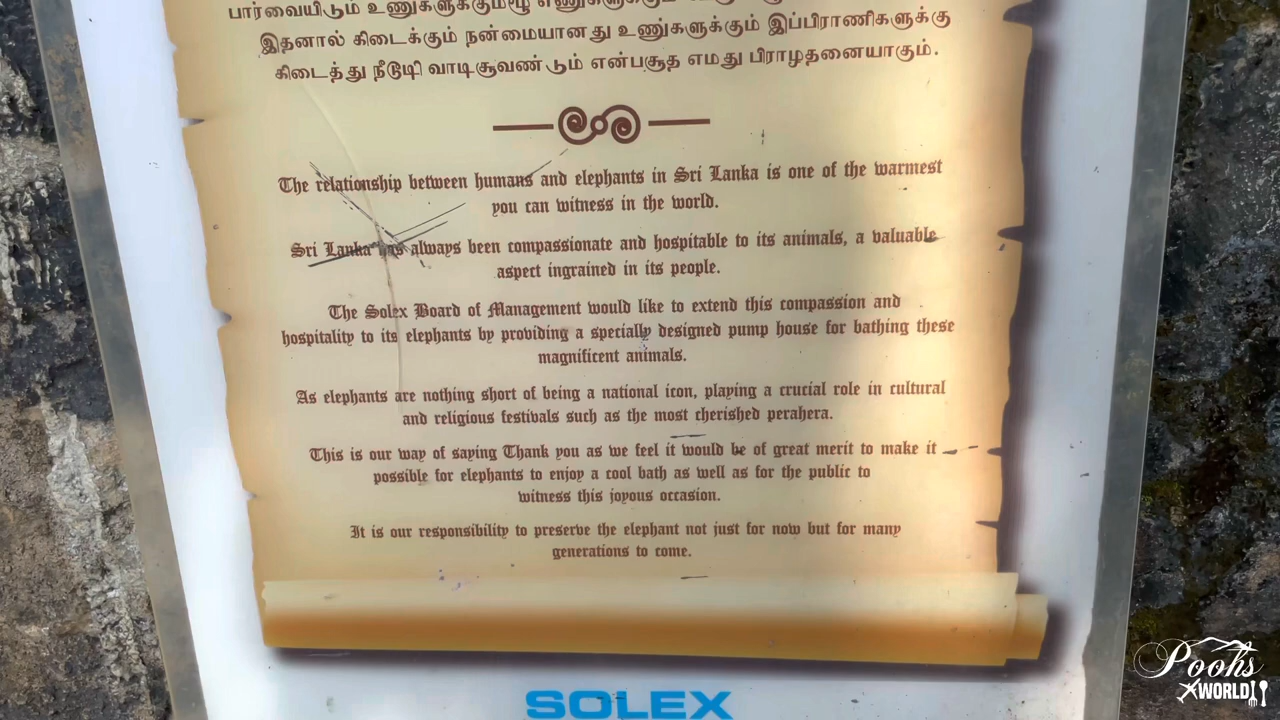 பார்வையிடும்
இதனால் கிடைக்கும் நன்மையானது உணு்களுக்கும் இப்பிராணிகளுக்கு
கிடைத்து நீடூடி என்பசூத எமது
The relationship between humans and elephants in Sri Lanka is one of the warmest
you can witness in the world.
Sri Lanka has always been compassionate and hospitable to its animals, a valuable
aspect ingrained in its people.
The Solex Board of Management would like to extend this compassion and
hospitality to its elephants by providing a specially designed pump house for bathing these
magnificent animals.
As elephants are nothing short of being a national icon, playing a crucial role in cultural
and religious festivals such as the most cherished perahera.
This is our way of saying Thank you as we feel it would be of great merit to make it
possible for elephants to enjoy a cool bath as well as for the public to
witness this joyous occasion.
It is our responsibility to preserve the elephant not just for now but for many
generations to come.
SOLEX
Poohs
WORLD